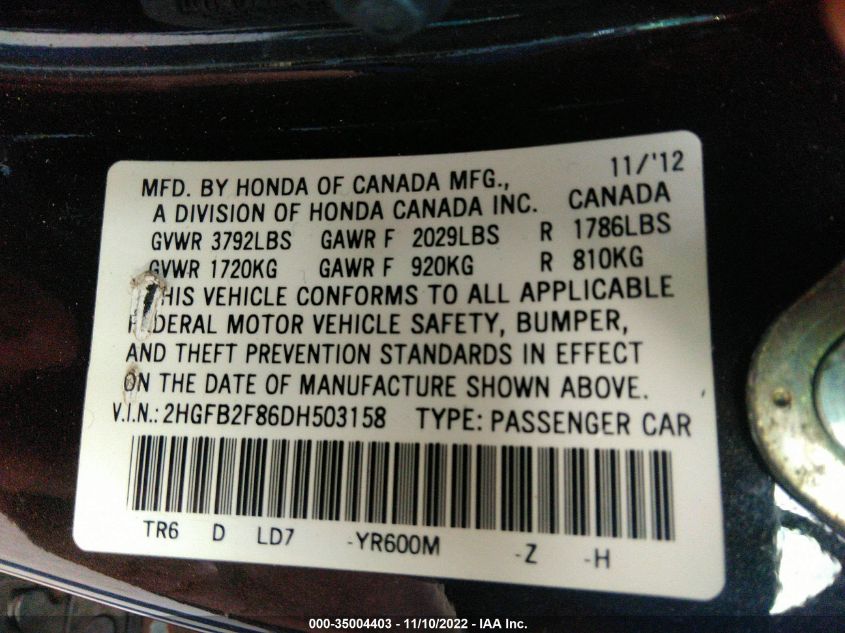 11/'12
MFD. BY HONDA OF CANADA MFG.,
A DIVISION OF HONDA CANADA INC. CANADA
GVWR 3792LBS GAWR F 2029LBS R 1786LBS
GVWR 1720KG GAWR F 920KG R 810KG
THIS VEHICLE CONFORMS TO ALL APPLICABLE
FEDERAL MOTOR VEHICLE SAFETY, BUMPER,
AND THEFT PREVENTION STANDARDS IN EFFECT
ON THE DATE OF MANUFACTURE SHOWN ABOVE.
V.I.N.: 2HGFB2F86DH503158 TYPE: PASSENGER CAR
TR6 D LD7 -YR600M -Z -H
000-35004403 - 11/10/2022 - IAA Inc.